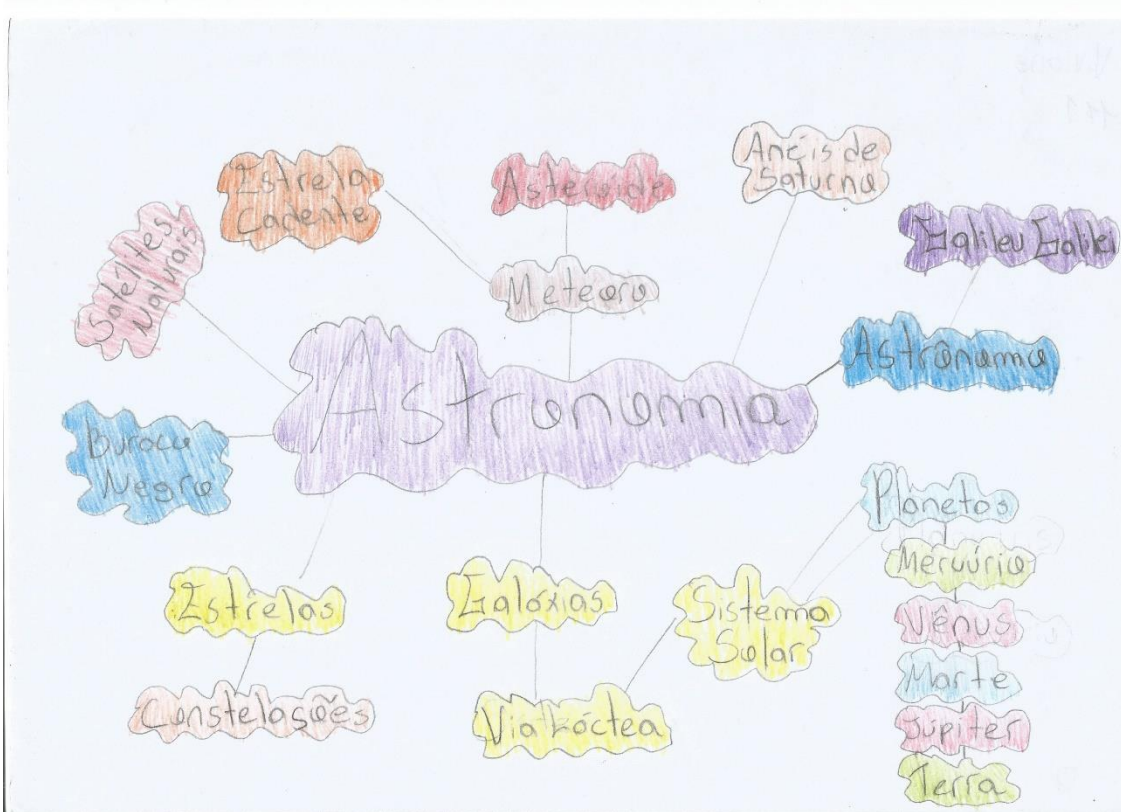 Estrela
Cadente
Asteroide
Anéis de
Saturno
Satélites
Naturais
Meteoro
Galileu Galilei
Astronomia
Astrônomo
Buraco
Negro
Planetas
Mercúrio
Estrelas
Galáxias
Sistema
Solar
Vênus
Marte
Constelações
Via Láctea
Júpiter
Terra